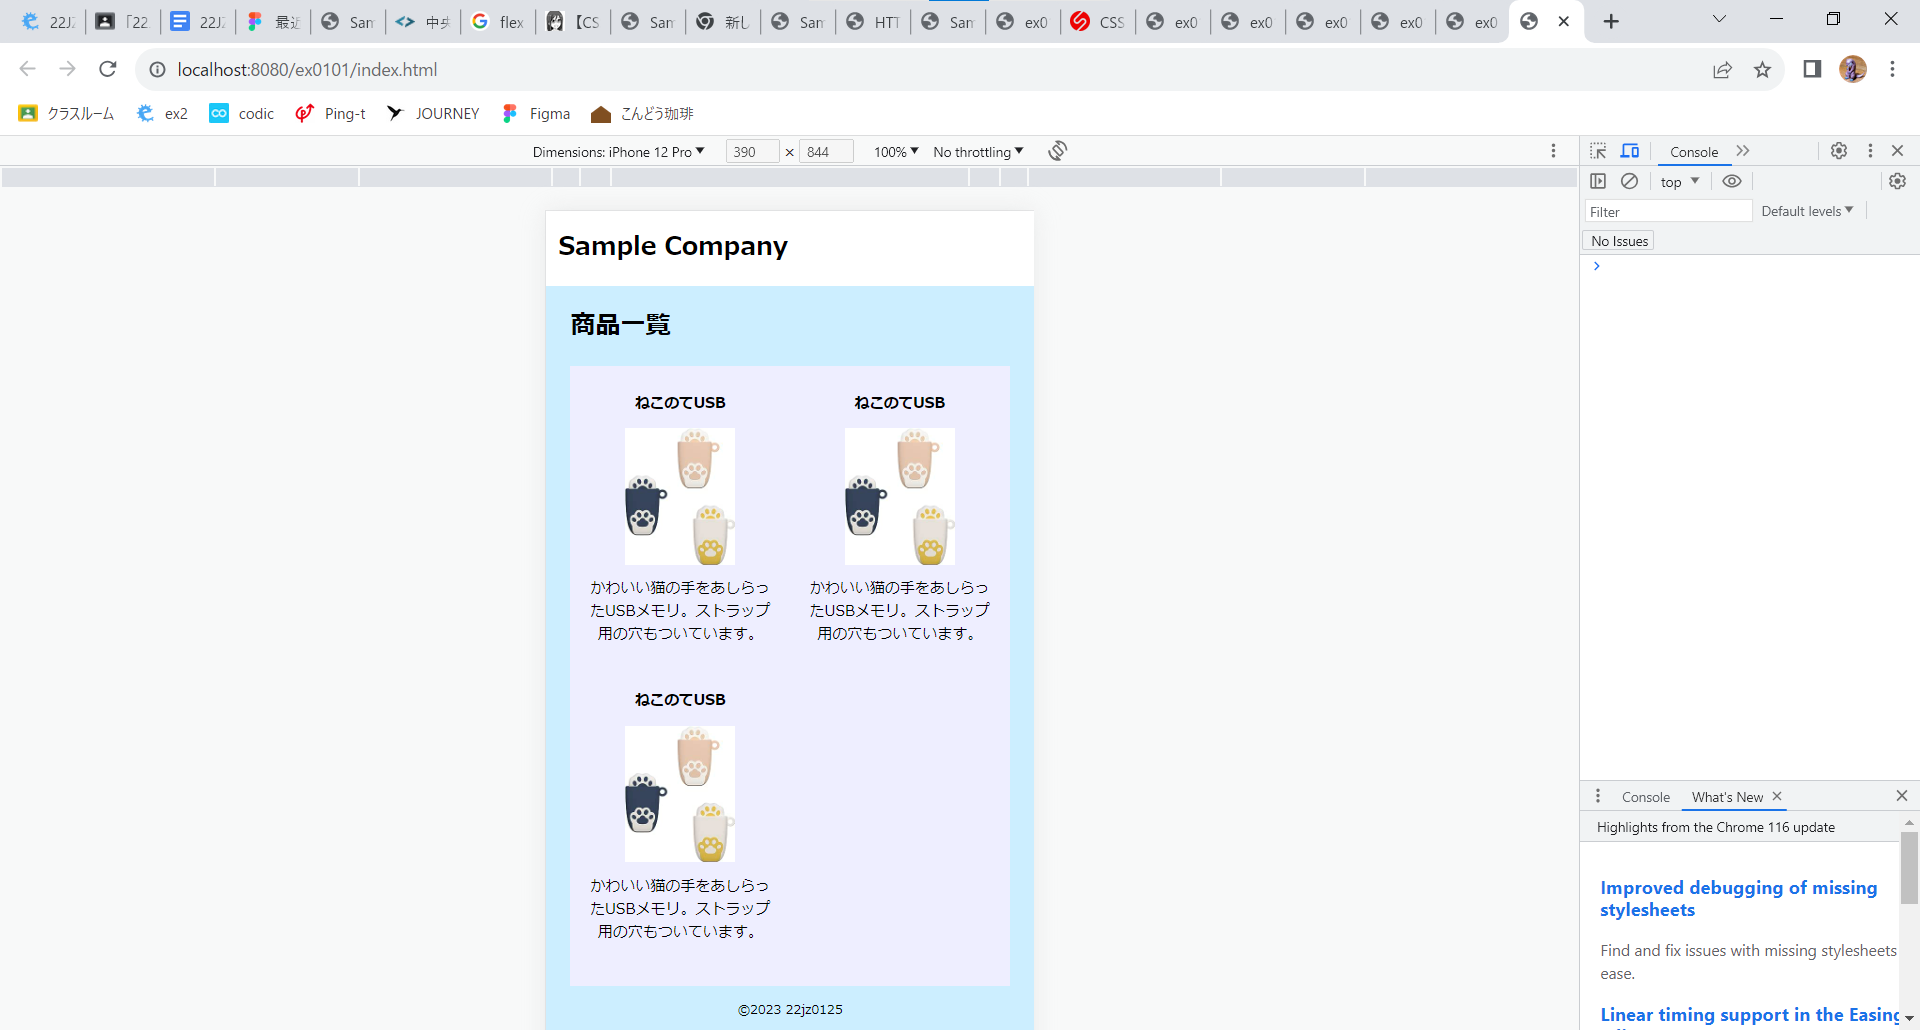 22J
「22
22J
最近
Sam
中央
flex
【CS
Sam
新し
Sam
HTT
Sam
ex0
CSS
ex0
ex0
ex0
ex0
ex0
localhost:8080/ex0101/index.html
クラスルーム
ex2
codic
Ping-t
JOURNEY
Figma
こんどう珈琲
Dimensions: iPhone 12 Pro
390 × 844
100%
No throttling
Console
top
Filter
Default levels
No Issues
Sample Company
商品一覧
ねこのてUSB
かわいい猫の手をあしらっ
たUSBメモリ。ストラップ
用の穴もついています。
ねこのてUSB
かわいい猫の手をあしらっ
たUSBメモリ。ストラップ
用の穴もついています。
ねこのてUSB
かわいい猫の手をあしらっ
たUSBメモリ。ストラップ
用の穴もついています。
©2023 22jz0125
Console
What's New
Highlights from the Chrome 116 update
Improved debugging of missing
stylesheets
Find and fix issues with missing stylesheets
ease.
Linear timing support in the Easing